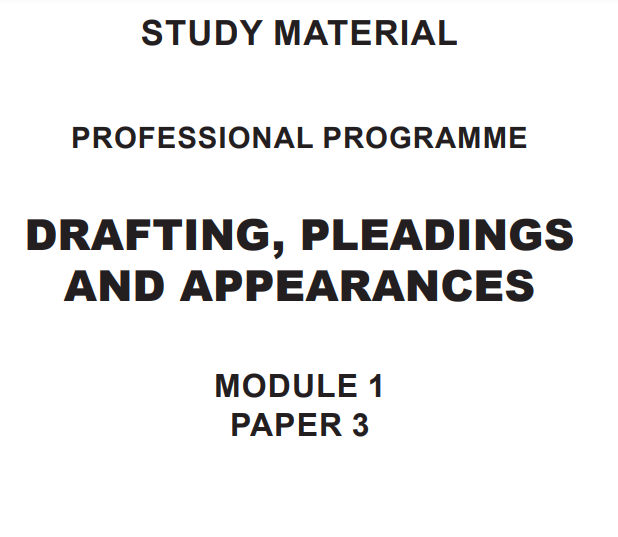 STUDY MATERIAL
PROFESSIONAL PROGRAMME
DRAFTING, PLEADINGS
AND APPEARANCES
MODULE 1
PAPER 3